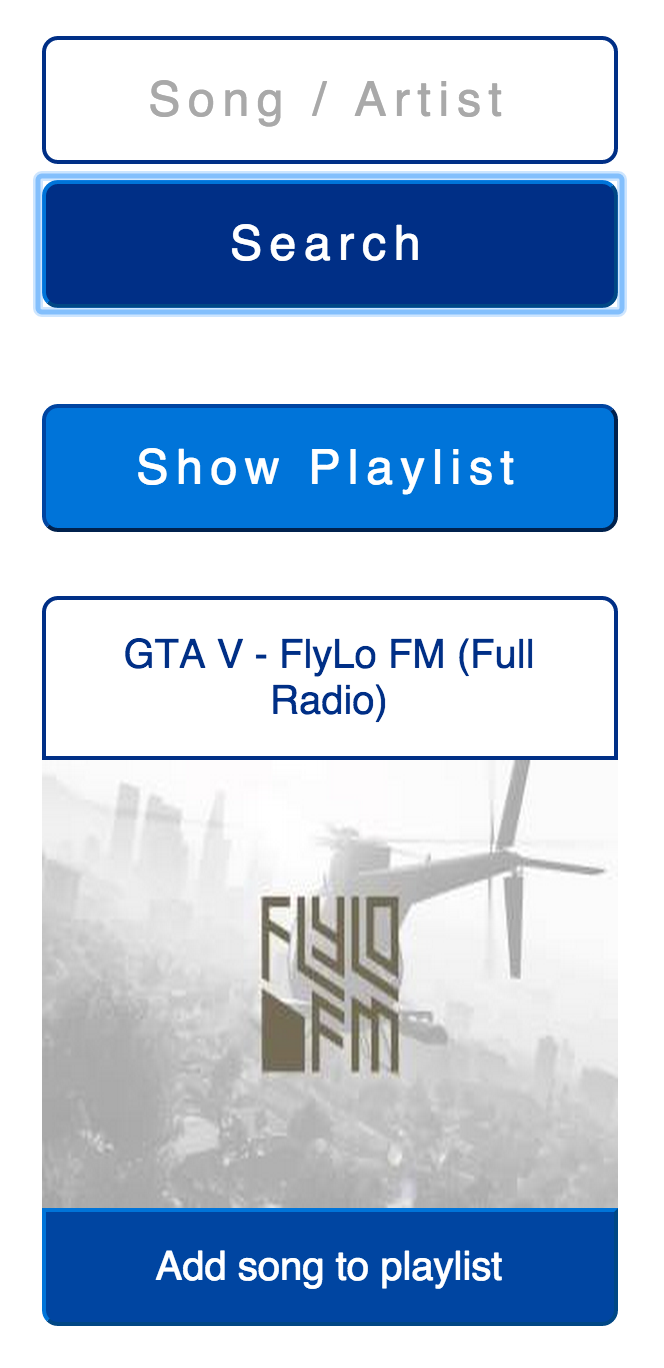 Song / Artist
Search
Show Playlist
GTA V - FlyLo FM (Full
Radio)
FLYLO
FM
Add song to playlist